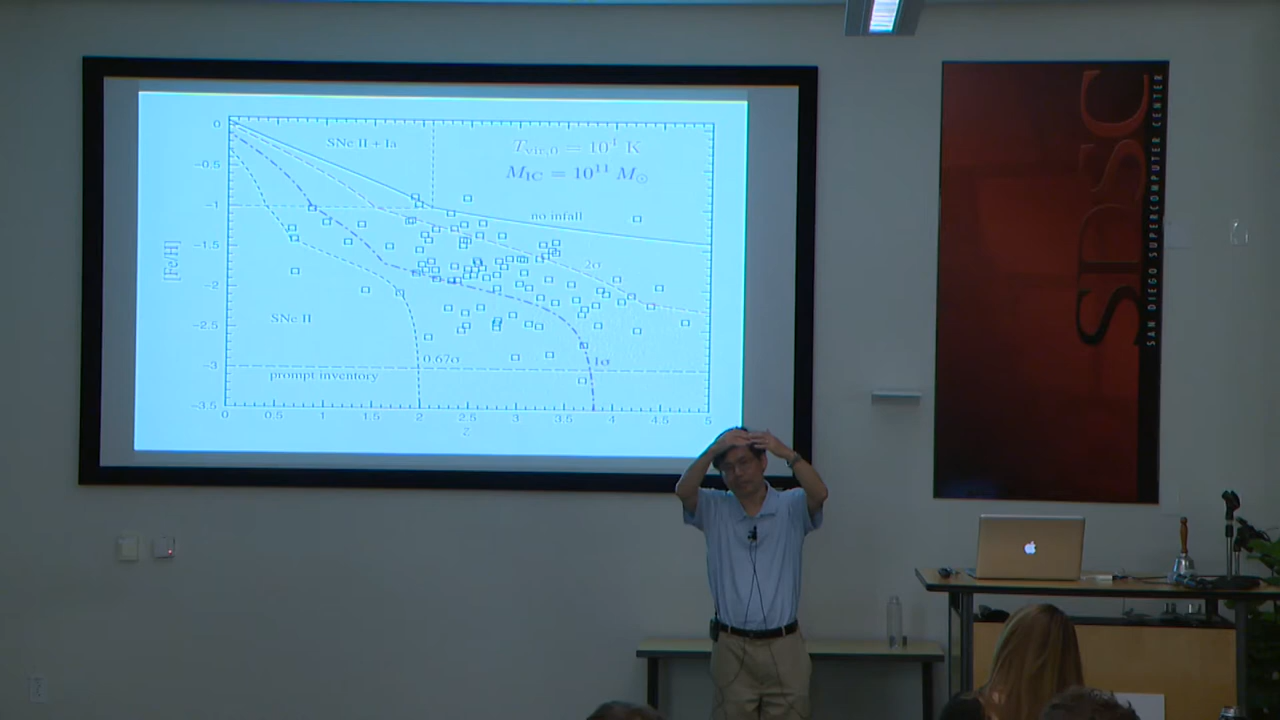 SNe II + Ia
T_vir,0 = 10^4 K
M_IC = 10^11 M_⊙
no infall
2σ
SNe II
0.67σ
1σ
prompt inventory
[Fe/H]
0
−0.5
−1
−1.5
−2
−2.5
−3
−3.5
0 0.5 1 1.5 2 2.5 3 3.5 4 4.5 5
z
SDSC
SAN DIEGO SUPERCOMPUTER CENTER